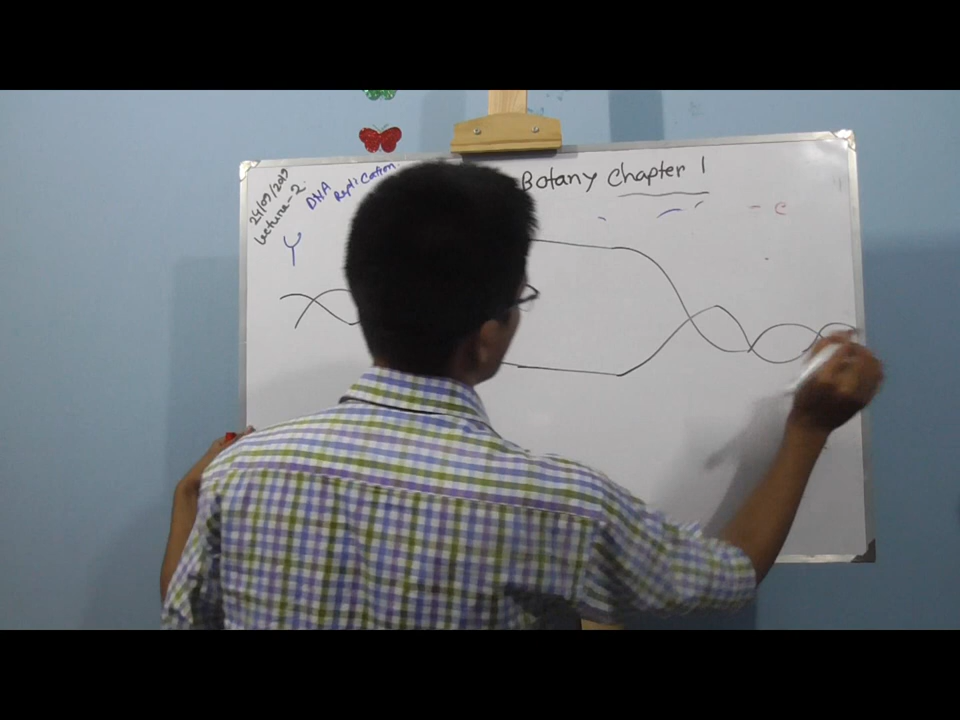 24/09/2019
Lecture-2.
DNA
Replication.
Botany Chapter 1
Y